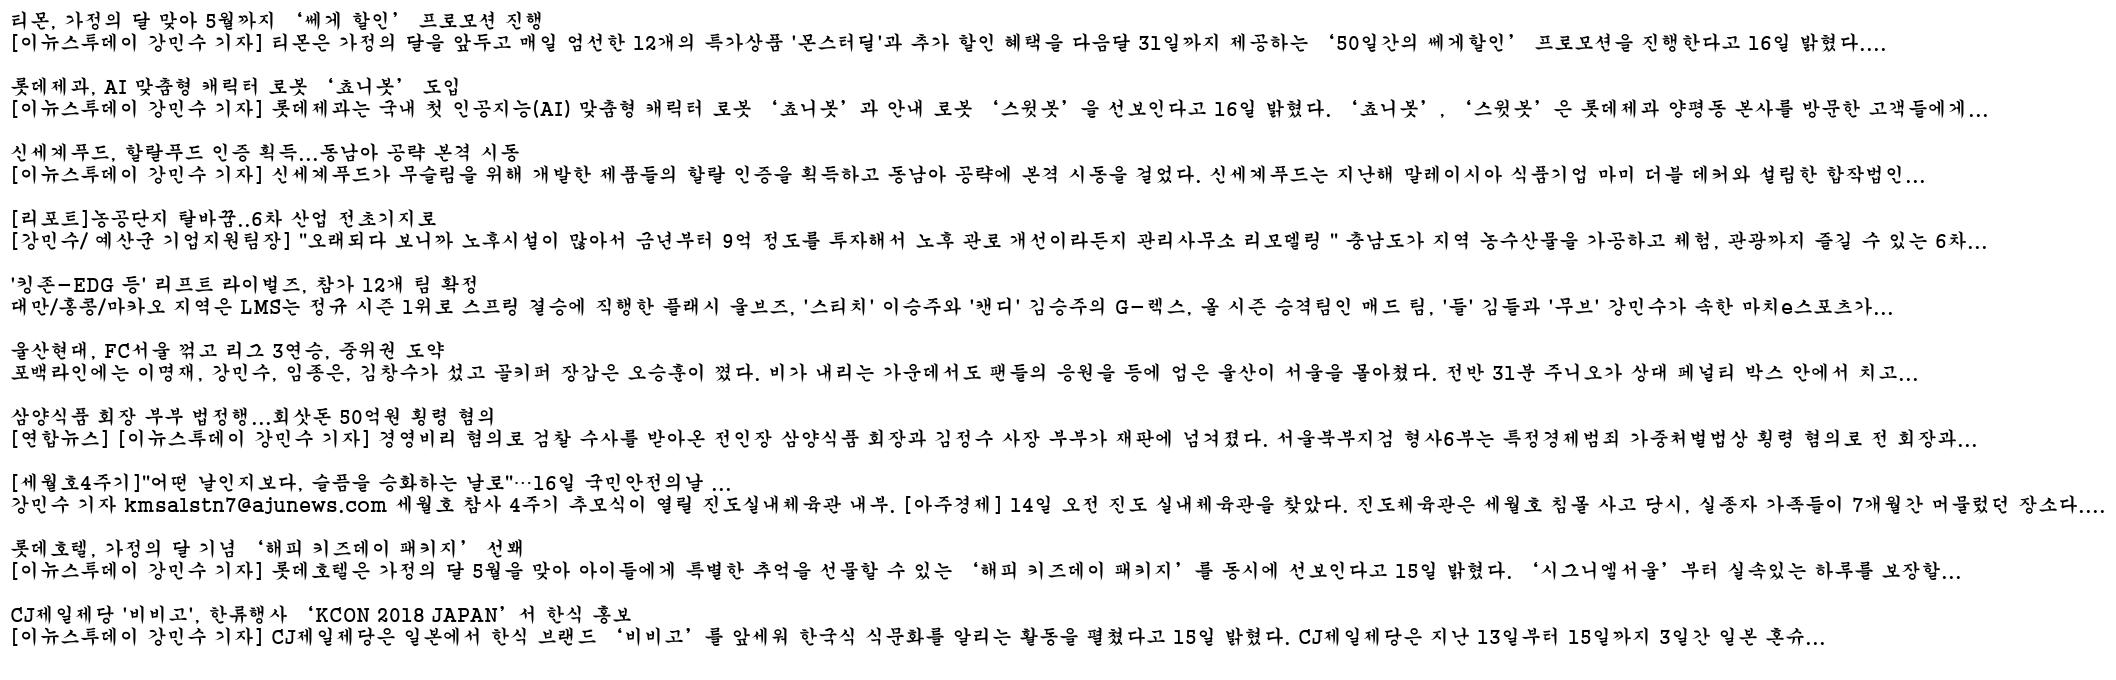 티몬, 가정의 달 맞아 5월까지 ‘쎄게 할인’ 프로모션 진행
[이뉴스투데이 강민수 기자] 티몬은 가정의 달을 앞두고 매일 엄선한 12개의 특가상품 '몬스터딜'과 추가 할인 혜택을 다음달 31일까지 제공하는 ‘50일간의 쎄게할인’ 프로모션을 진행한다고 16일 밝혔다....
롯데제과, AI 맞춤형 캐릭터 로봇 ‘쵸니봇’ 도입
[이뉴스투데이 강민수 기자] 롯데제과는 국내 첫 인공지능(AI) 맞춤형 캐릭터 로봇 ‘쵸니봇’과 안내 로봇 ‘스윗봇’을 선보인다고 16일 밝혔다. ‘쵸니봇’, ‘스윗봇’은 롯데제과 양평동 본사를 방문한 고객들에게...
신세계푸드, 할랄푸드 인증 획득...동남아 공략 본격 시동
[이뉴스투데이 강민수 기자] 신세계푸드가 무슬림을 위해 개발한 제품들의 할랄 인증을 획득하고 동남아 공략에 본격 시동을 걸었다. 신세계푸드는 지난해 말레이시아 식품기업 마미 더블 데커와 설립한 합작법인...
[리포트]농공단지 탈바꿈..6차 산업 전초기지로
[강민수/ 예산군 기업지원팀장] "오래되다 보니까 노후시설이 많아서 금년부터 9억 정도를 투자해서 노후 관로 개선이라든지 관리사무소 리모델링 " 충남도가 지역 농수산물을 가공하고 체험, 관광까지 즐길 수 있는 6차...
'킹존-EDG 등' 리프트 라이벌즈, 참가 12개 팀 확정
대만/홍콩/마카오 지역은 LMS는 정규 시즌 1위로 스프링 결승에 직행한 플래시 울브즈, '스티치' 이승주와 '캔디' 김승주의 G-렉스, 올 시즌 승격팀인 매드 팀, '들' 김들과 '무브' 강민수가 속한 마치e스포츠가...
울산현대, FC서울 꺾고 리그 3연승, 중위권 도약
포백라인에는 이명재, 강민수, 임종은, 김창수가 섰고 골키퍼 장갑은 오승훈이 꼈다. 비가 내리는 가운데서도 팬들의 응원을 등에 업은 울산이 서울을 몰아쳤다. 전반 31분 주니오가 상대 페널티 박스 안에서 치고...
삼양식품 회장 부부 법정행...회삿돈 50억원 횡령 혐의
[연합뉴스] [이뉴스투데이 강민수 기자] 경영비리 혐의로 검찰 수사를 받아온 전인장 삼양식품 회장과 김정수 사장 부부가 재판에 넘겨졌다. 서울북부지검 형사6부는 특정경제범죄 가중처벌법상 횡령 혐의로 전 회장과...
[세월호4주기]"어떤 날인지보다, 슬픔을 승화하는 날로"…16일 국민안전의날 ...
강민수 기자 kmsalstn7@ajunews.com 세월호 참사 4주기 추모식이 열릴 진도실내체육관 내부. [아주경제] 14일 오전 진도 실내체육관을 찾았다. 진도체육관은 세월호 침몰 사고 당시, 실종자 가족들이 7개월간 머물렀던 장소다....
롯데호텔, 가정의 달 기념 ‘해피 키즈데이 패키지’ 선봬
[이뉴스투데이 강민수 기자] 롯데호텔은 가정의 달 5월을 맞아 아이들에게 특별한 추억을 선물할 수 있는 ‘해피 키즈데이 패키지’를 동시에 선보인다고 15일 밝혔다. ‘시그니엘서울’부터 실속있는 하루를 보장할...
CJ제일제당 '비비고', 한류행사 ‘KCON 2018 JAPAN’서 한식 홍보
[이뉴스투데이 강민수 기자] CJ제일제당은 일본에서 한식 브랜드 ‘비비고’를 앞세워 한국식 식문화를 알리는 활동을 펼쳤다고 15일 밝혔다. CJ제일제당은 지난 13일부터 15일까지 3일간 일본 혼슈...